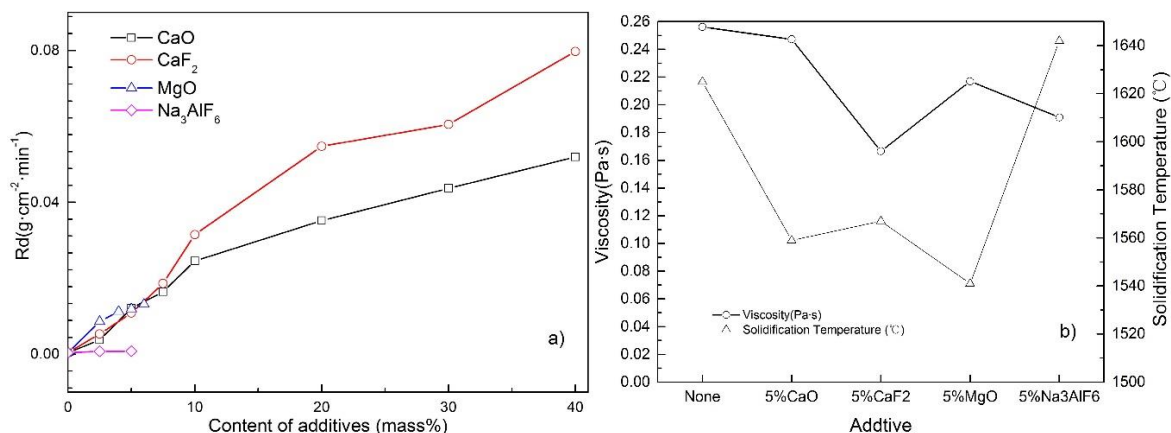 CaO
CaF2
MgO
Na3AlF6
0.08
0.04
0.00
Rd(g·cm-2·min-1)
0
5
10
20
30
40
Content of additives (mass%)
a)
0.26
0.24
0.22
0.20
0.18
0.16
0.14
0.12
0.10
0.08
0.06
0.04
0.02
0.00
Viscosity(Pa·s)
Viscosity(Pa·s)
Solidification Temperature (℃)
b)
None
5%CaO
5%CaF2
5%MgO
5%Na3AlF6
Addtive
1640
1620
1600
1580
1560
1540
1520
1500
Solidification Temperature (℃)